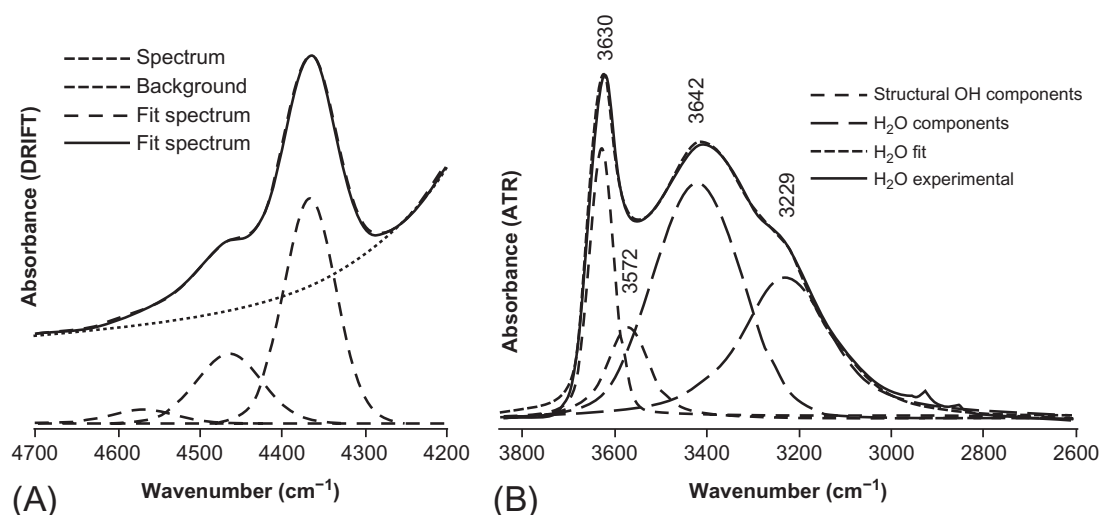 Spectrum
Background
Fit spectrum
Fit spectrum
Absorbance (DRIFT)
4700 4600 4500 4400 4300 4200
(A) Wavenumber (cm⁻¹)
3630
3642
3572
3229
Structural OH components
H₂O components
H₂O fit
H₂O experimental
Absorbance (ATR)
3800 3600 3400 3200 3000 2800 2600
(B) Wavenumber (cm⁻¹)